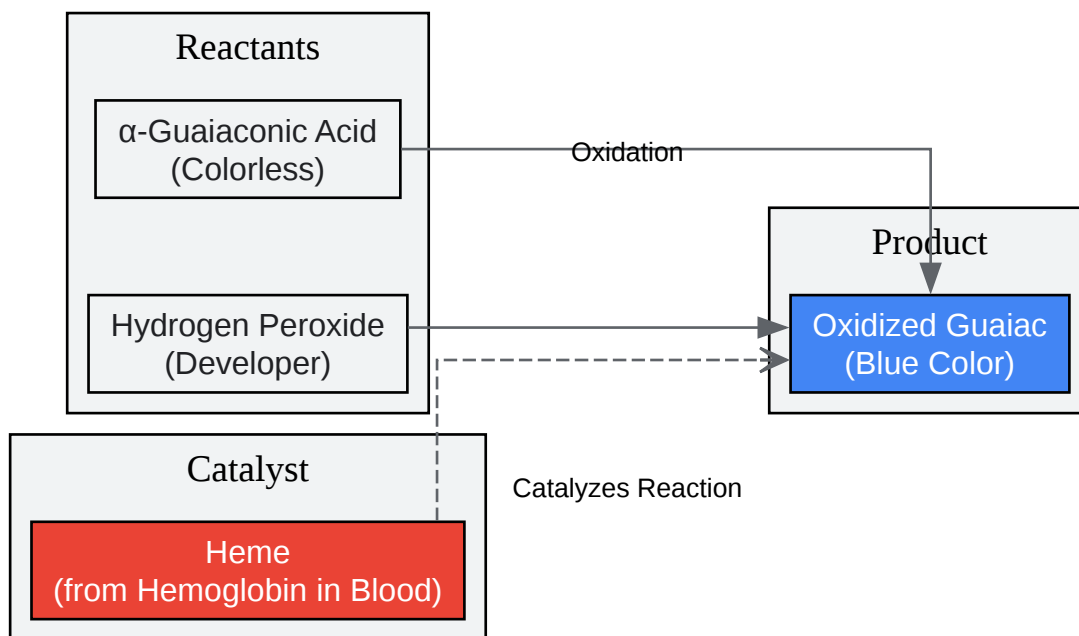 Reactants
α-Guaiaconic Acid
(Colorless)
Oxidation
Product
Hydrogen Peroxide
(Developer)
Oxidized Guaiac
(Blue Color)
Catalyst
Catalyzes Reaction
Heme
(from Hemoglobin in Blood)